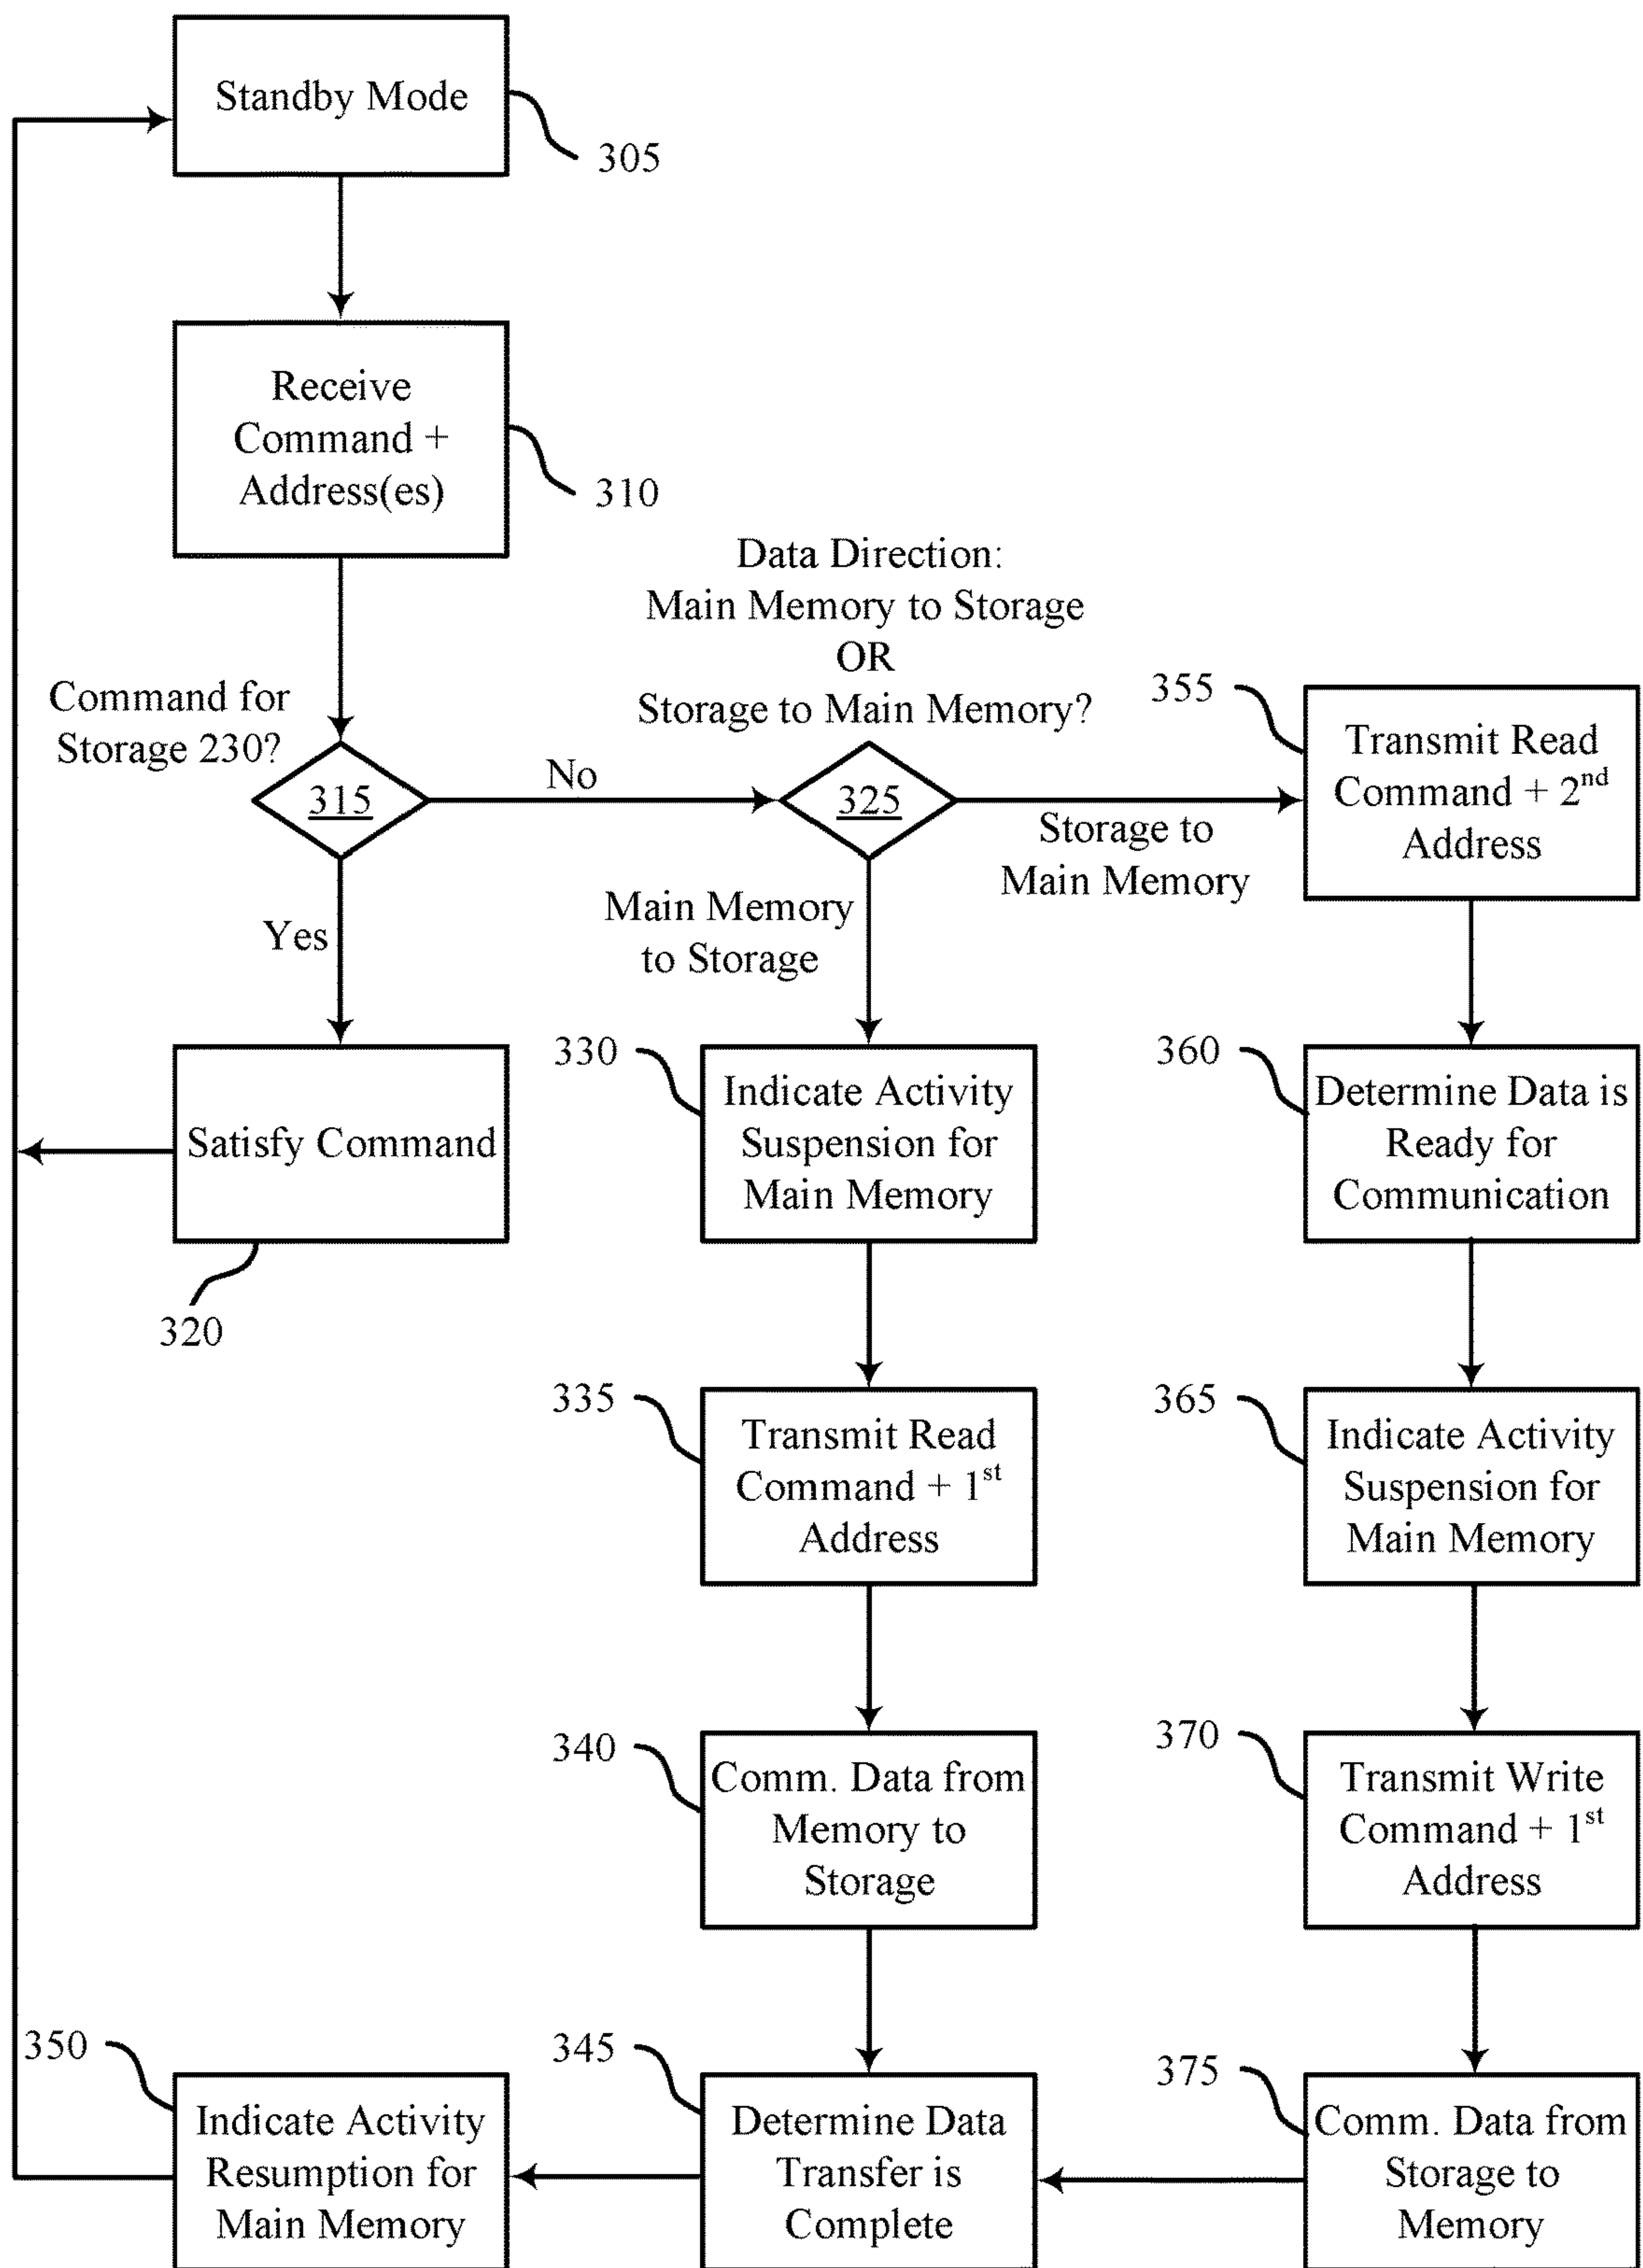 Standby Mode
305
Receive
Command +
Address(es)
310
Data Direction:
Main Memory to Storage
OR
Storage to Main Memory?
Command for
Storage 230?
315
No
325
Storage to
Main Memory
355
Transmit Read
Command + 2nd
Address
Yes
Main Memory
to Storage
Satisfy Command
320
330
Indicate Activity
Suspension for
Main Memory
360
Determine Data is
Ready for
Communication
335
Transmit Read
Command + 1st
Address
365
Indicate Activity
Suspension for
Main Memory
340
Comm. Data from
Memory to
Storage
370
Transmit Write
Command + 1st
Address
350
Indicate Activity
Resumption for
Main Memory
345
Determine Data
Transfer is
Complete
375
Comm. Data from
Storage to
Memory